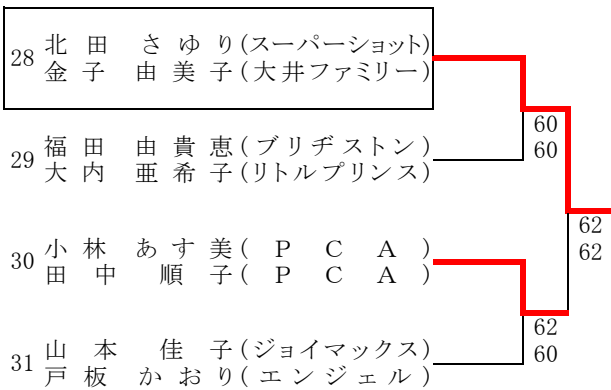 28 北田 さゆり(スーパーショット)
金子 由美子(大井ファミリー)
60
60
29 福田 由貴恵(ブリヂストン)
大内 亜希子(リトルプリンス)
62
62
30 小林 あす美(PCA)
田中 順子(PCA)
62
60
31 山本 佳子(ジョイマックス)
戸板 かおり(エンジェル)